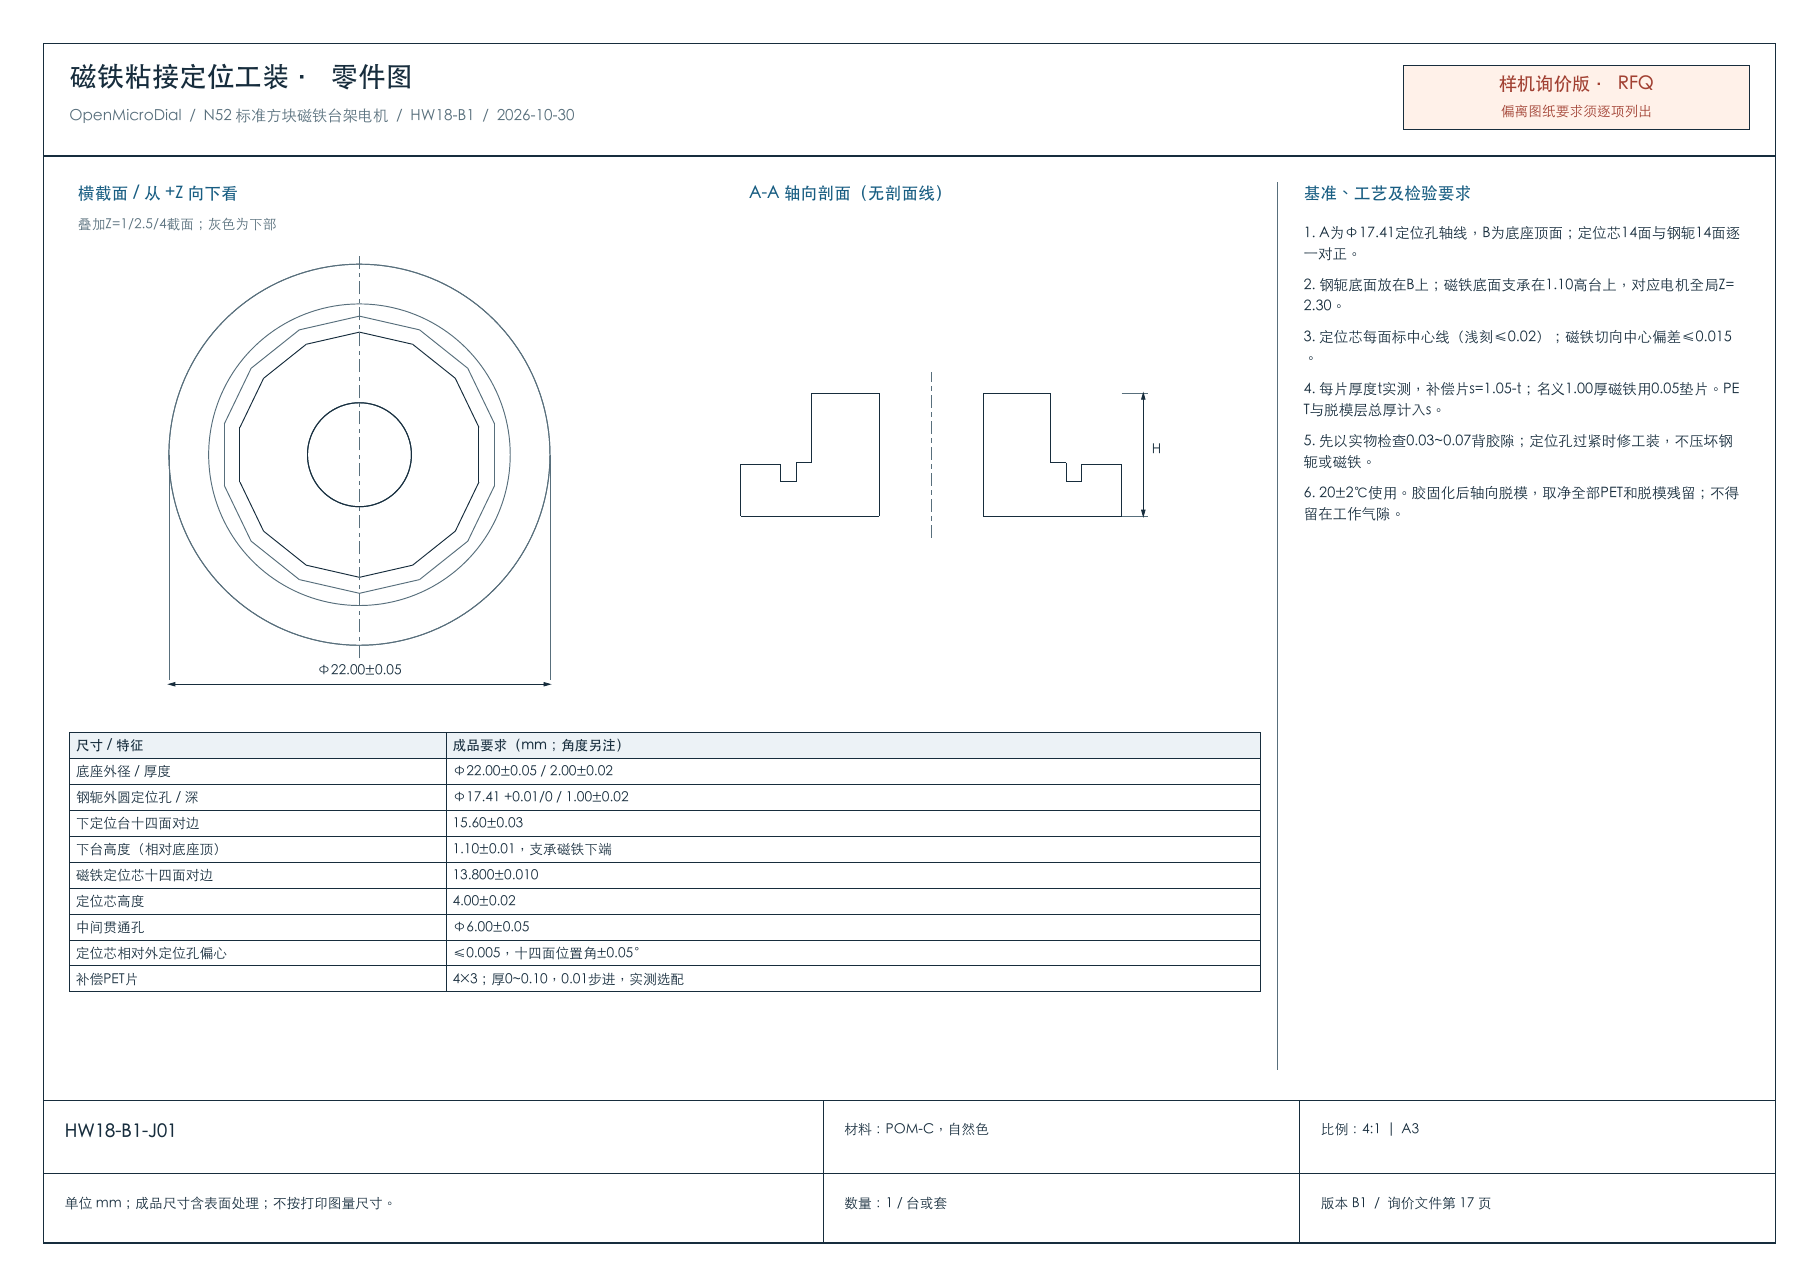 磁铁粘接定位工装 · 零件图
OpenMicroDial / N52 标准方块磁铁台架电机 / HW18-B1 / 2026-10-30
样机询价版 · RFQ
偏离图纸要求须逐项列出
横截面 / 从 +Z 向下看
叠加Z=1/2.5/4截面；灰色为下部
A-A 轴向剖面（无剖面线）
H
Φ22.00±0.05
基准、工艺及检验要求
1. A为Φ17.41定位孔轴线，B为底座顶面；定位芯14面与钢轭14面逐
一对正。
2. 钢轭底面放在B上；磁铁底面支承在1.10高台上，对应电机全局Z=
2.30。
3. 定位芯每面标中心线（浅刻≤0.02）；磁铁切向中心偏差≤0.015
。
4. 每片厚度t实测，补偿片s=1.05-t；名义1.00厚磁铁用0.05垫片。PE
T与脱模层总厚计入s。
5. 先以实物检查0.03~0.07背胶隙；定位孔过紧时修工装，不压坏钢
轭或磁铁。
6. 20±2℃使用。胶固化后轴向脱模，取净全部PET和脱模残留；不得
留在工作气隙。
尺寸 / 特征 成品要求（mm；角度另注）
底座外径 / 厚度 Φ22.00±0.05 / 2.00±0.02
钢轭外圆定位孔 / 深 Φ17.41 +0.01/0 / 1.00±0.02
下定位台十四面对边 15.60±0.03
下台高度（相对底座顶） 1.10±0.01，支承磁铁下端
磁铁定位芯十四面对边 13.800±0.010
定位芯高度 4.00±0.02
中间贯通孔 Φ6.00±0.05
定位芯相对外定位孔偏心 ≤0.005，十四面位置角±0.05°
补偿PET片 4×3；厚0~0.10，0.01步进，实测选配
HW18-B1-J01 材料：POM-C，自然色 比例：4:1 | A3
单位 mm；成品尺寸含表面处理；不按打印图量尺寸。 数量：1 / 台或套 版本 B1 / 询价文件第 17 页